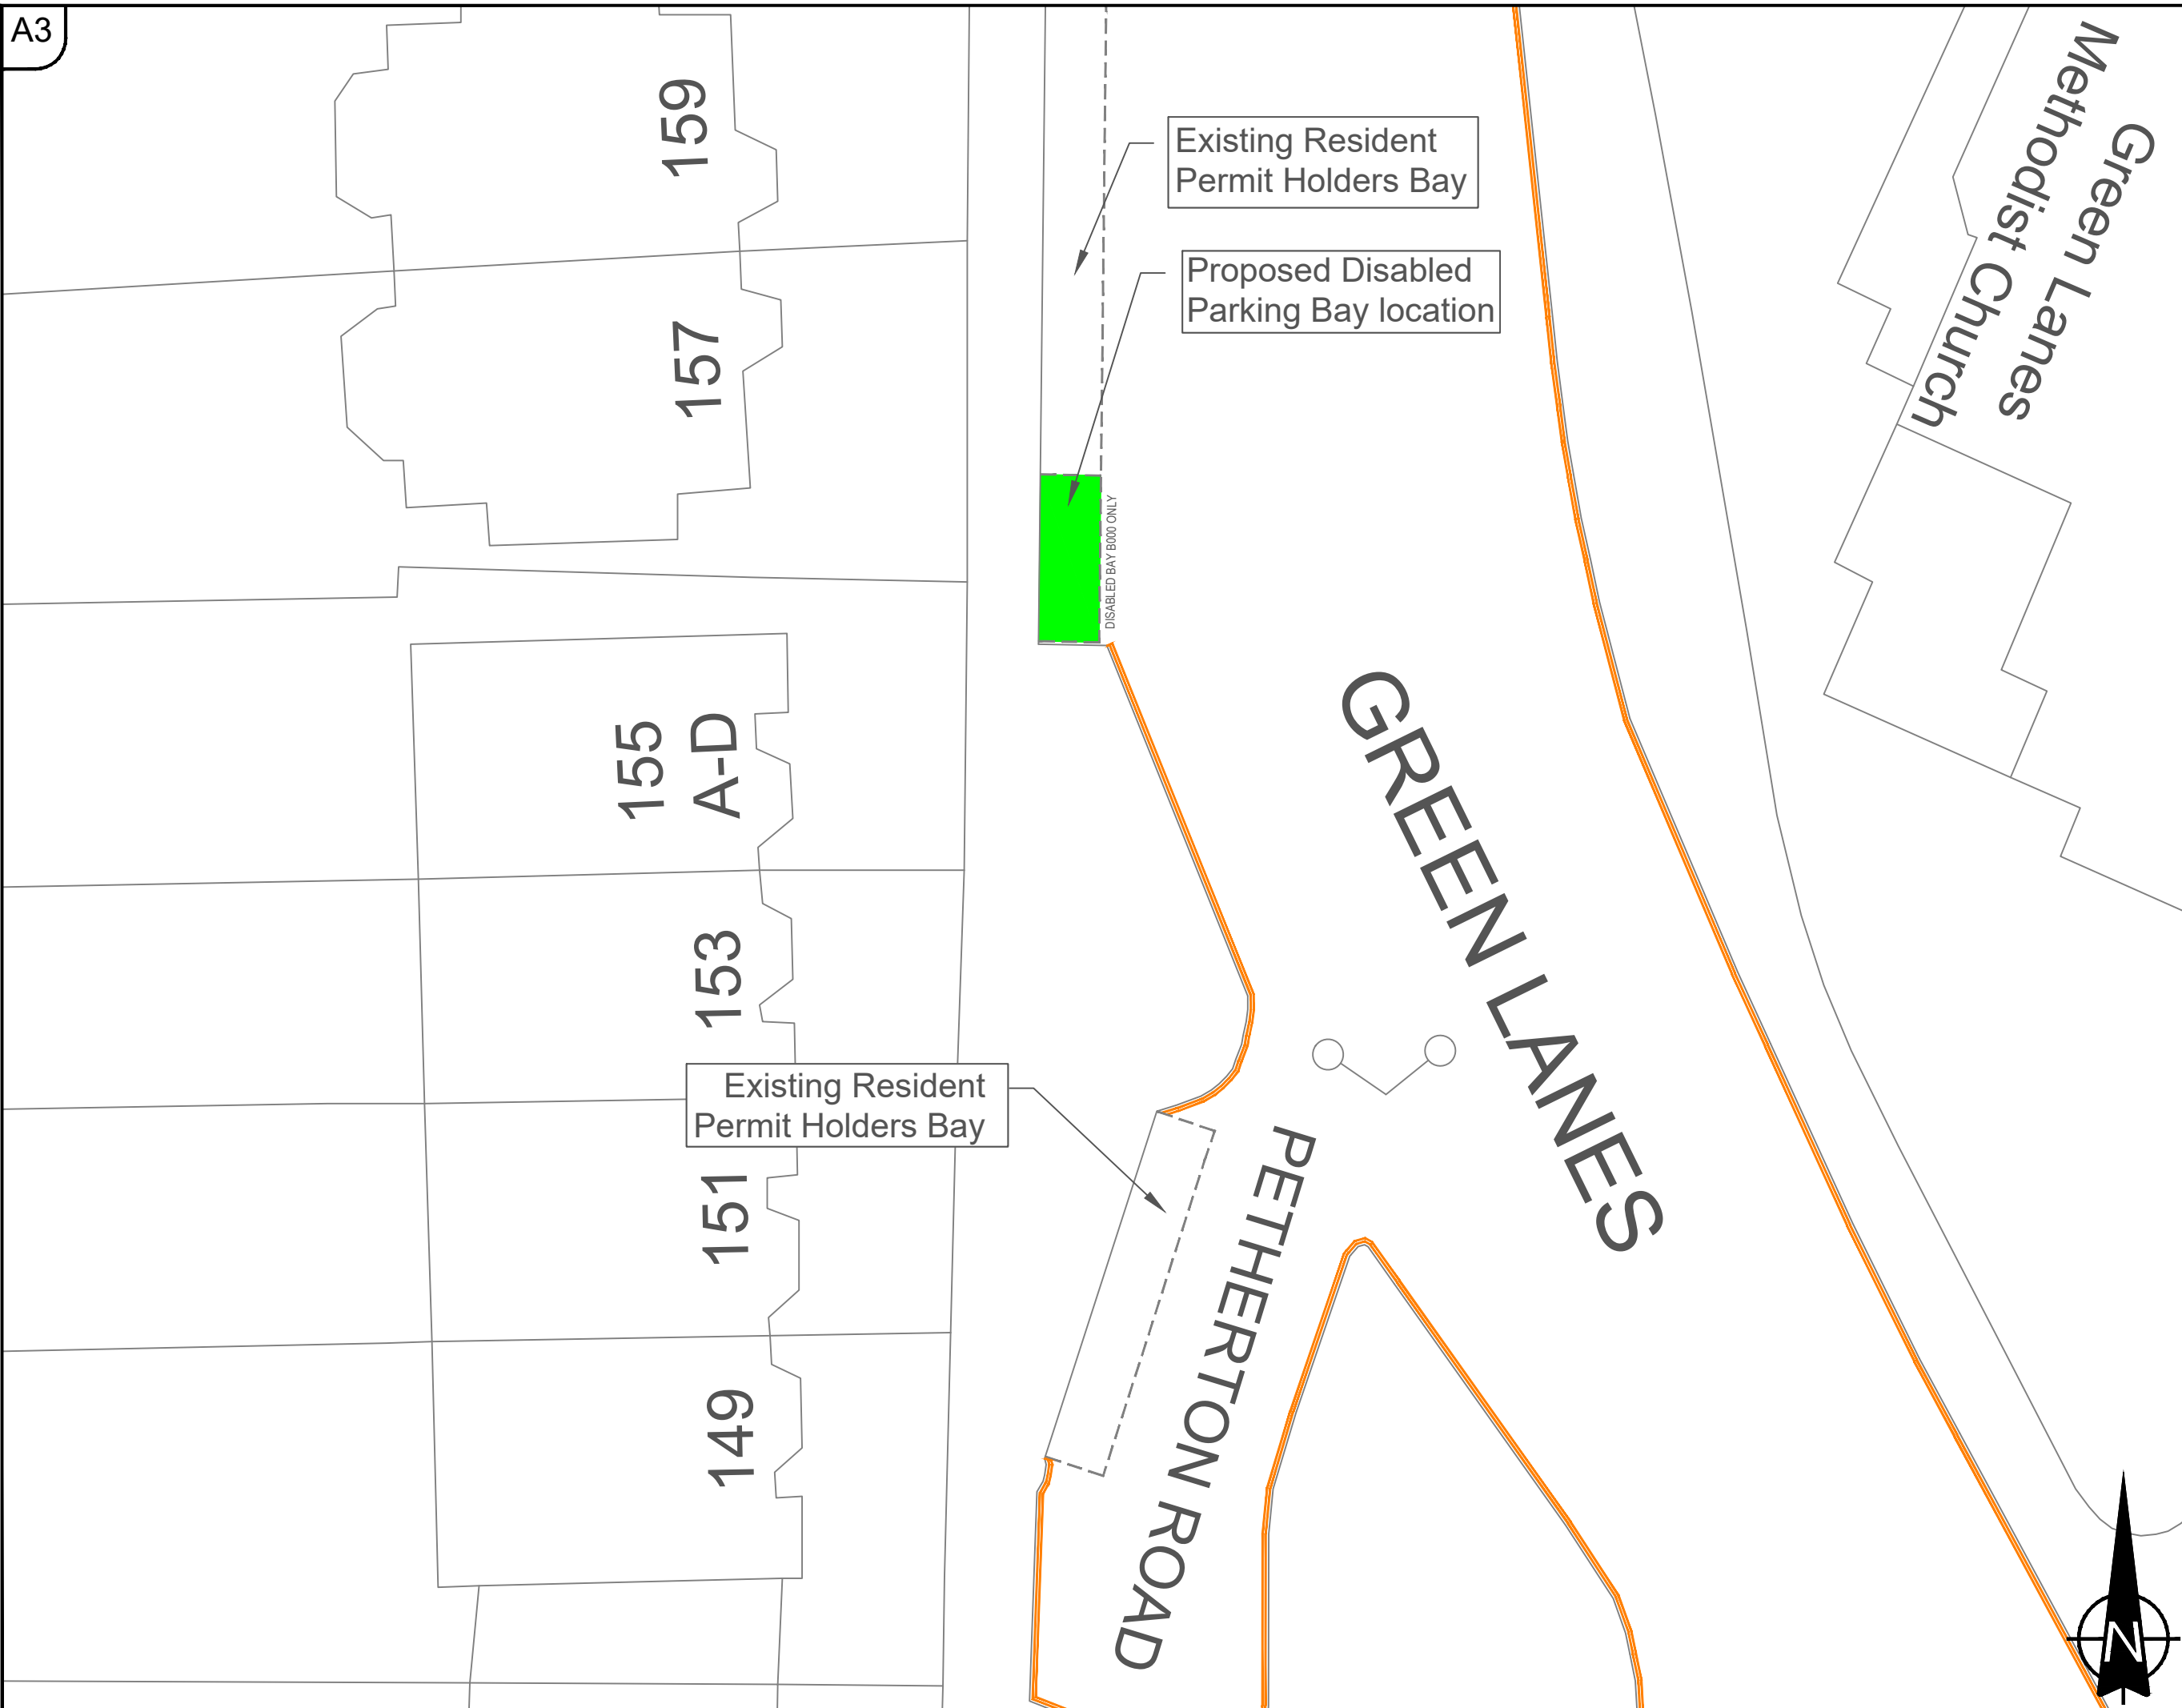 A3
159
Existing Resident
Permit Holders Bay
Green Lanes
Methodist Church
Proposed Disabled
Parking Bay location
157
DISABLED BAY B000 ONLY
155
A-D
GREEN LANES
153
Existing Resident
Permit Holders Bay
151
PETHERTON ROAD
149
N